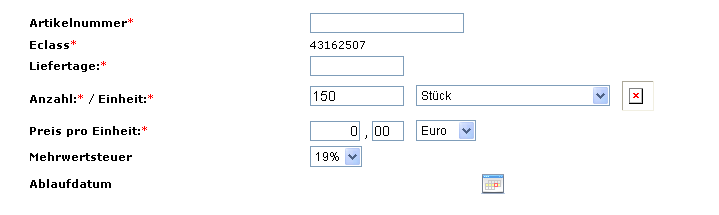 Artikelnummer*
Eclass* 43162507
Liefertage:*
Anzahl:* / Einheit:* 150 Stück
Preis pro Einheit:* 0 , 00 Euro
Mehrwertsteuer 19%
Ablaufdatum